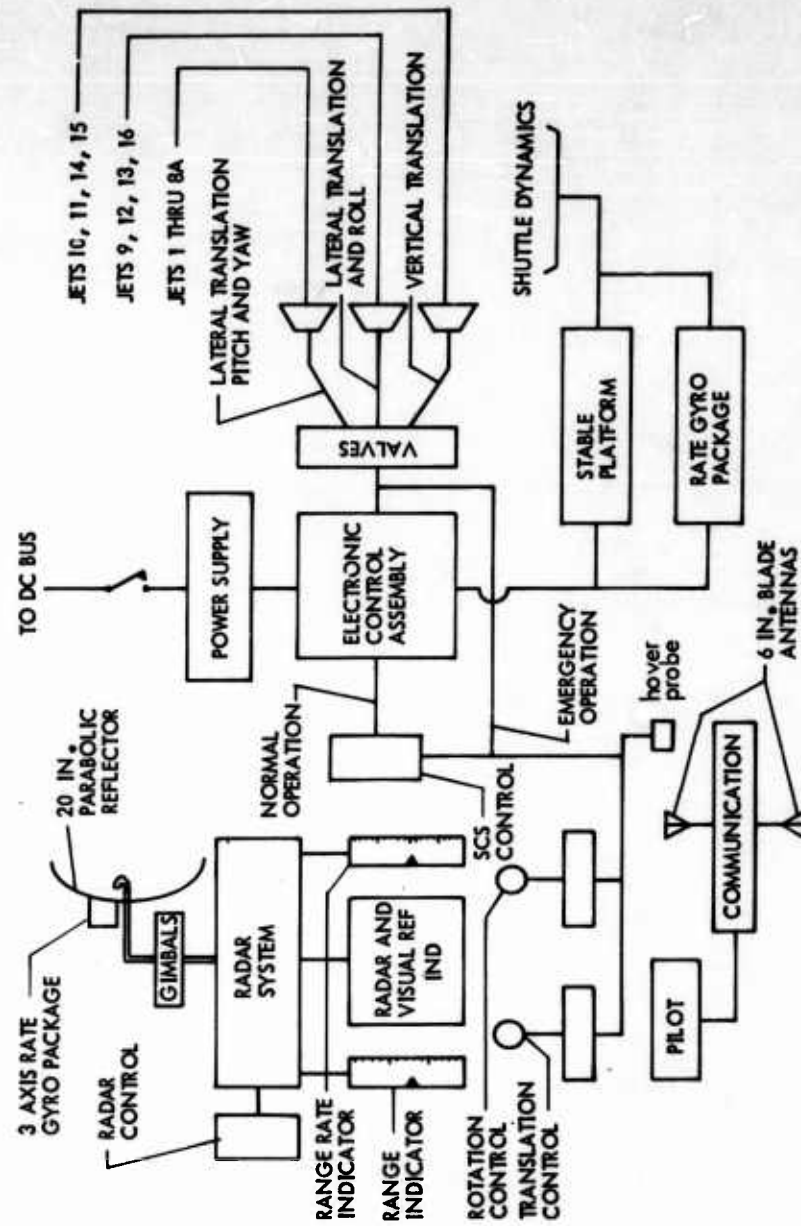 JETS 10, 11, 14, 15
JETS 9, 12, 13, 16
JETS 1 THRU 8A
LATERAL TRANSLATION
PITCH AND YAW
LATERAL TRANSLATION
AND ROLL
VERTICAL TRANSLATION
SHUTTLE DYNAMICS
VALVES
STABLE
PLATFORM
RATE GYRO
PACKAGE
TO DC BUS
POWER SUPPLY
ELECTRONIC
CONTROL
ASSEMBLY
6 IN. BLADE
ANTENNAS
20 IN.
PARABOLIC
REFLECTOR
NORMAL
OPERATION
EMERGENCY
OPERATION
hover
probe
SCS
CONTROL
3 AXIS RATE
GYRO PACKAGE
GIMBALS
RADAR
SYSTEM
RADAR AND
VISUAL REF
IND
COMMUNICATION
PILOT
RADAR
CONTROL
RANGE RATE
INDICATOR
RANGE
INDICATOR
ROTATION
CONTROL
TRANSLATION
CONTROL